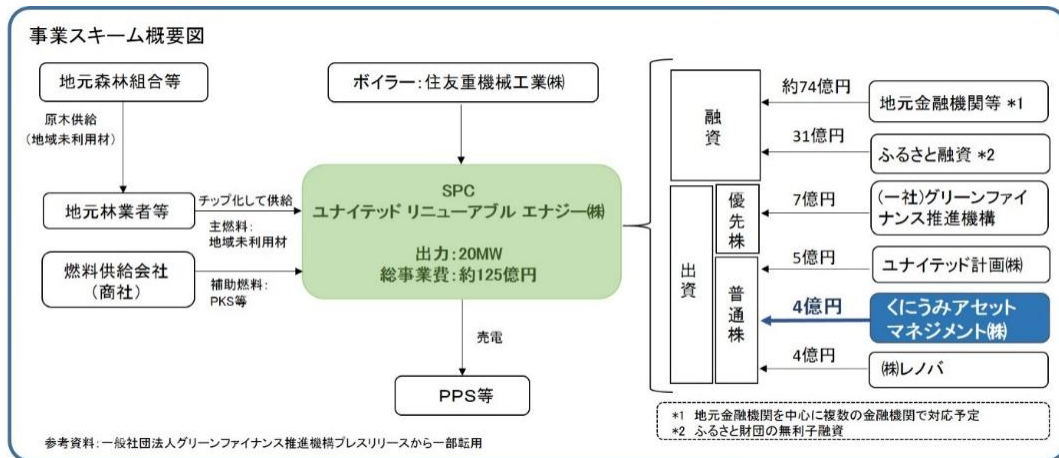 事業スキーム概要図
地元森林組合等
原木供給
（地域未利用材）
地元林業者等
チップ化して供給
主燃料：
地域未利用材
燃料供給会社
（商社）
補助燃料：
PKS等
ボイラー：住友重機械工業㈱
SPC
ユナイテッド リニューアブル エナジー㈱
出力：20MW
総事業費：約125億円
売電
PPS等
融資
出資
優先株
普通株
約74億円
地元金融機関等 *1
31億円
ふるさと融資 *2
7億円
（一社）グリーンファイ
ナンス推進機構
5億円
ユナイテッド計画㈱
4億円
くにうみアセット
マネジメント㈱
4億円
㈱レノバ
*1 地元金融機関を中心に複数の金融機関で対応予定
*2 ふるさと財団の無利子融資
参考資料：一般社団法人グリーンファイナンス推進機構プレスリリースから一部転用